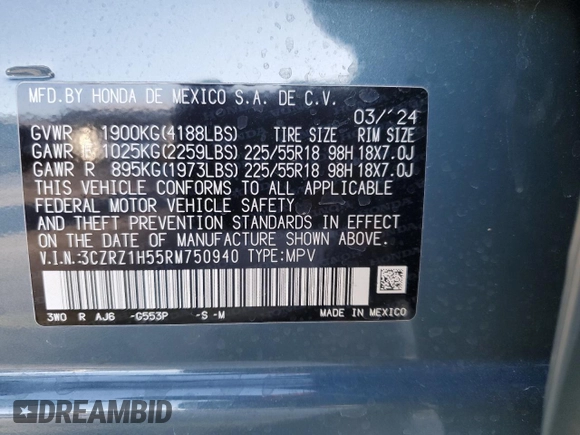 MFD.BY HONDA DE MEXICO S.A. DE C.V.
03/'24
GVWR 1900KG(4188LBS) TIRE SIZE RIM SIZE
GAWR F 1025KG(2259LBS) 225/55R18 98H 18X7.0J
GAWR R 895KG(1973LBS) 225/55R18 98H 18X7.0J
THIS VEHICLE CONFORMS TO ALL APPLICABLE
FEDERAL MOTOR VEHICLE SAFETY
AND THEFT PREVENTION STANDARDS IN EFFECT
ON THE DATE OF MANUFACTURE SHOWN ABOVE.
V.I.N.:3CZRZ1H55RM750940 TYPE:MPV
3W0 R AJ6 -G553P -S -M MADE IN MEXICO
DREAMBID